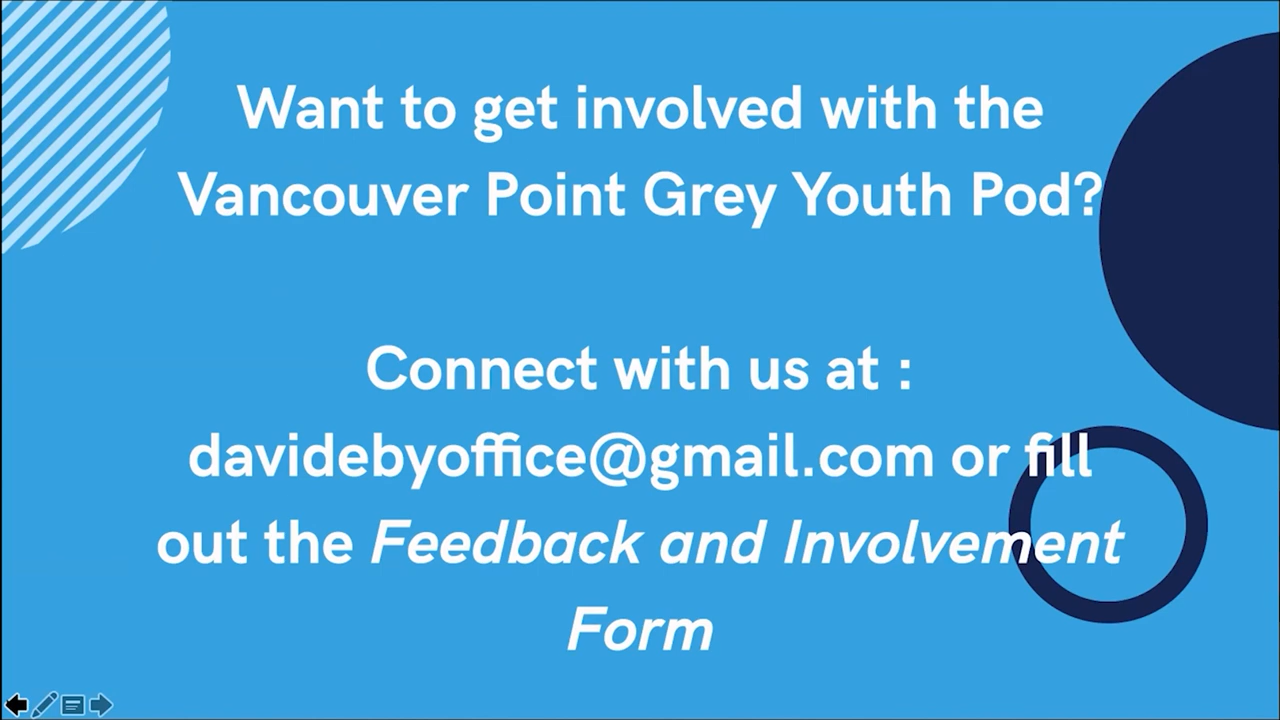 Want to get involved with the
Vancouver Point Grey Youth Pod?
Connect with us at :
davidebyoffice@gmail.com or fill
out the Feedback and Involvement
Form